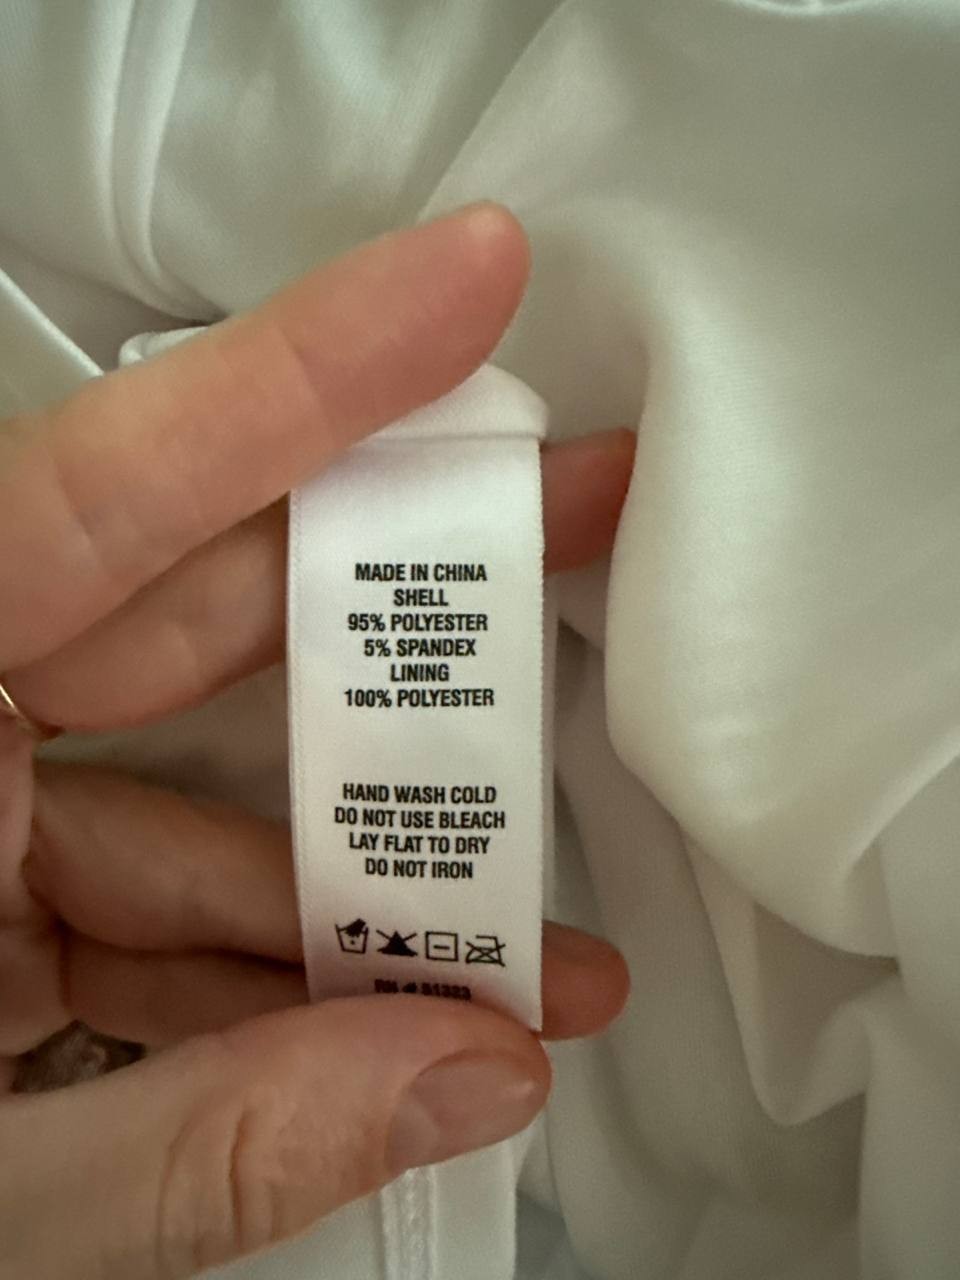 MADE IN CHINA
SHELL
95% POLYESTER
5% SPANDEX
LINING
100% POLYESTER
HAND WASH COLD
DO NOT USE BLEACH
LAY FLAT TO DRY
DO NOT IRON
RN #